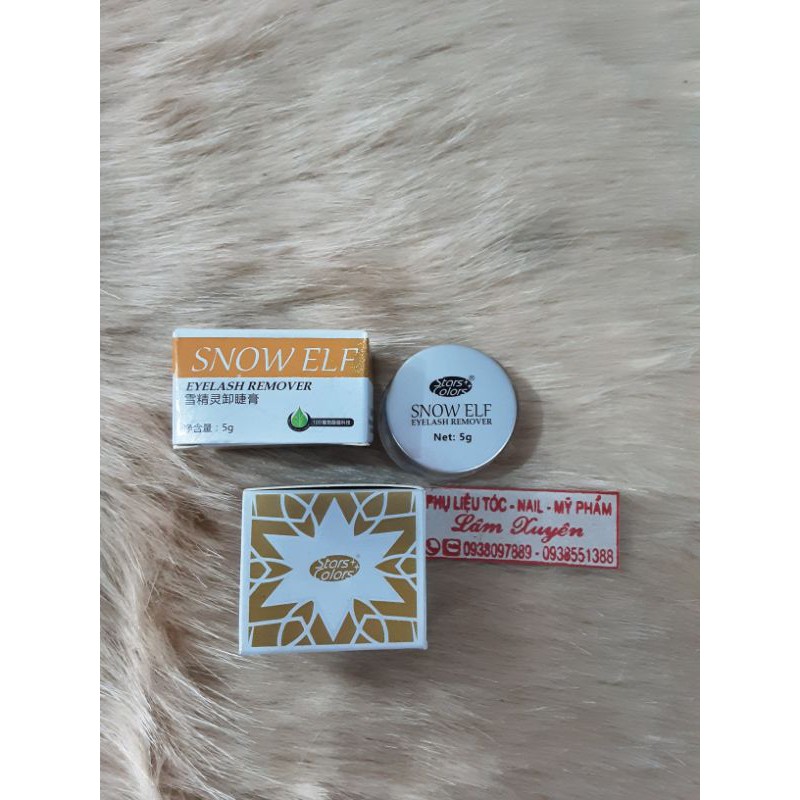 SNOW ELF
EYELASH REMOVER
雪精灵卸睫膏
净含量：5g
Stars
Colors®
SNOW ELF
EYELASH REMOVER
Net: 5g
Stars
Colors
PHỤ LIỆU TÓC - NAIL - MỸ PHẨM
Lâm Xuyên
0938097889 - 0938551388